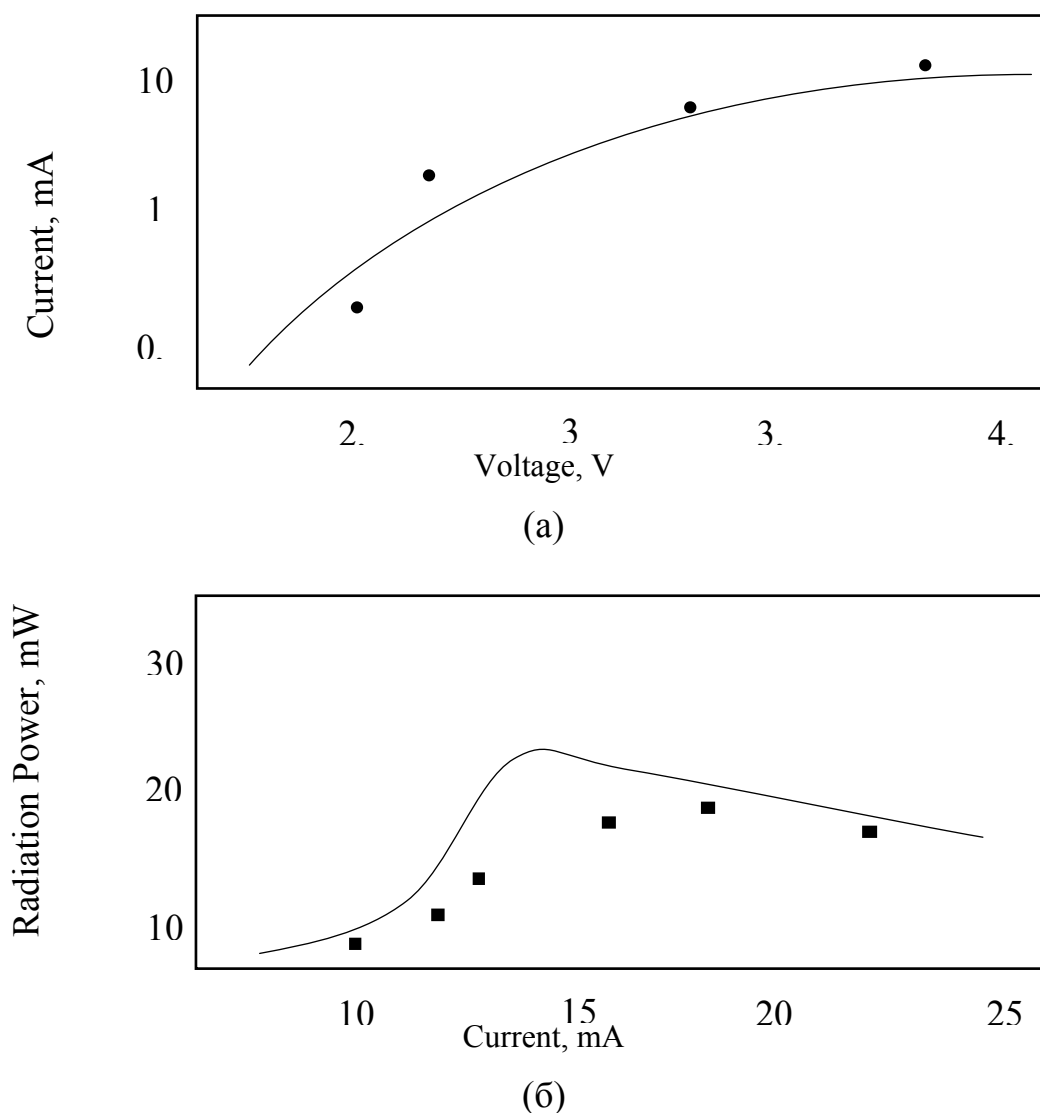 Current, mA
10
1
0.
2. 3 3. 4.
Voltage, V
(а)
Radiation Power, mW
30
20
10
10 15 20 25
Current, mA
(б)